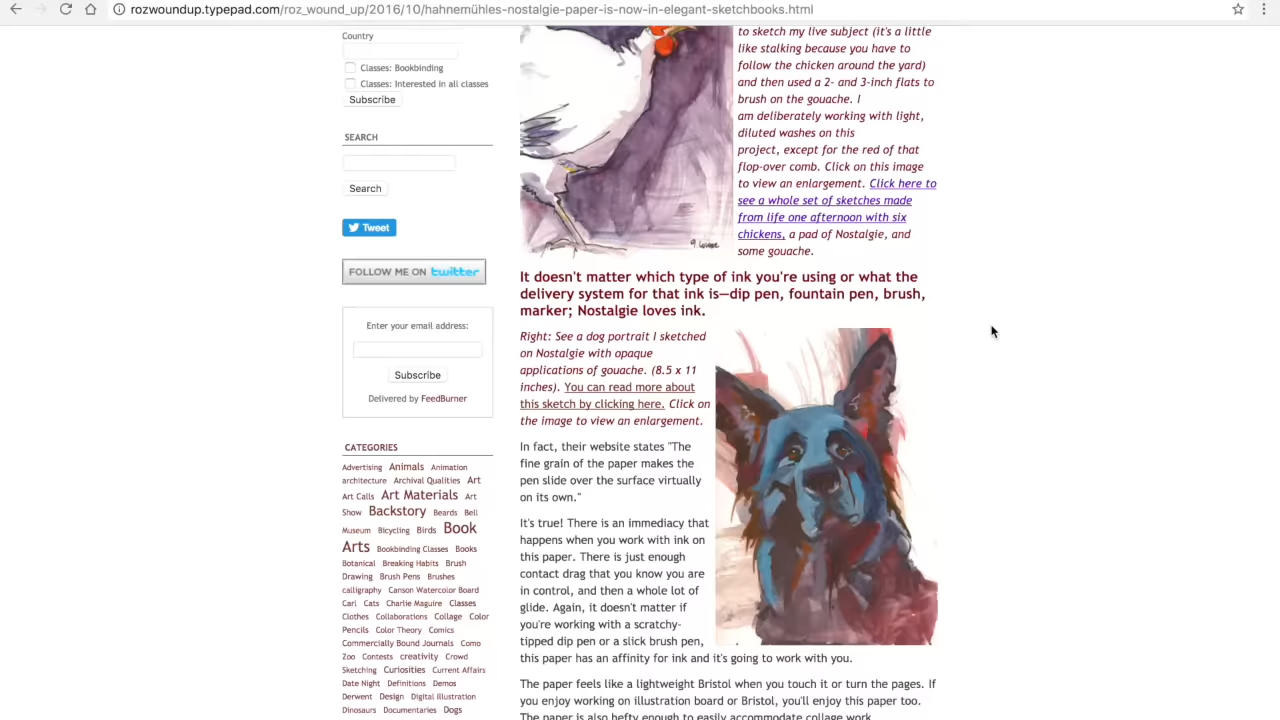 rozwoundup.typepad.com/roz_wound_up/2016/10/hahnemühles-nostalgie-paper-is-now-in-elegant-sketchbooks.html
Country
Classes: Bookbinding
Classes: Interested in all classes
Subscribe
SEARCH
Search
Tweet
FOLLOW ME ON twitter
Enter your email address:
Subscribe
Delivered by FeedBurner
CATEGORIES
Advertising Animals Animation
architecture Archival Qualities Art
Art Calls Art Materials Art
Show Backstory Beards Bell
Museum Bicycling Birds Book
Arts Bookbinding Classes Books
Botanical Breaking Habits Brush
Drawing Brush Pens Brushes
calligraphy Canson Watercolor Board
Carl Cats Charlie Maguire Classes
Clothes Collaborations Collage Color
Pencils Color Theory Comics
Commercially Bound Journals Como
Zoo Contests creativity Crowd
Sketching Curiosities Current Affairs
Date Night Definitions Demos
Derwent Design Digital Illustration
Dinosaurs Documentaries Dogs
to sketch my live subject (it's a little
like stalking because you have to
follow the chicken around the yard)
and then used a 2- and 3-inch flats to
brush on the gouache. I
am deliberately working with light,
diluted washes on this
project, except for the red of that
flop-over comb. Click on this image
to view an enlargement. Click here to
see a whole set of sketches made
from life one afternoon with six
chickens, a pad of Nostalgie, and
some gouache.
It doesn't matter which type of ink you're using or what the
delivery system for that ink is—dip pen, fountain pen, brush,
marker; Nostalgie loves ink.
Right: See a dog portrait I sketched
on Nostalgie with opaque
applications of gouache. (8.5 x 11
inches). You can read more about
this sketch by clicking here. Click on
the image to view an enlargement.
In fact, their website states "The
fine grain of the paper makes the
pen slide over the surface virtually
on its own."
It's true! There is an immediacy that
happens when you work with ink on
this paper. There is just enough
contact drag that you know you are
in control, and then a whole lot of
glide. Again, it doesn't matter if
you're working with a scratchy-
tipped dip pen or a slick brush pen,
this paper has an affinity for ink and it's going to work with you.
The paper feels like a lightweight Bristol when you touch it or turn the pages. If
you enjoy working on illustration board or Bristol, you'll enjoy this paper too.
The paper is also hefty enough to easily accommodate collage work